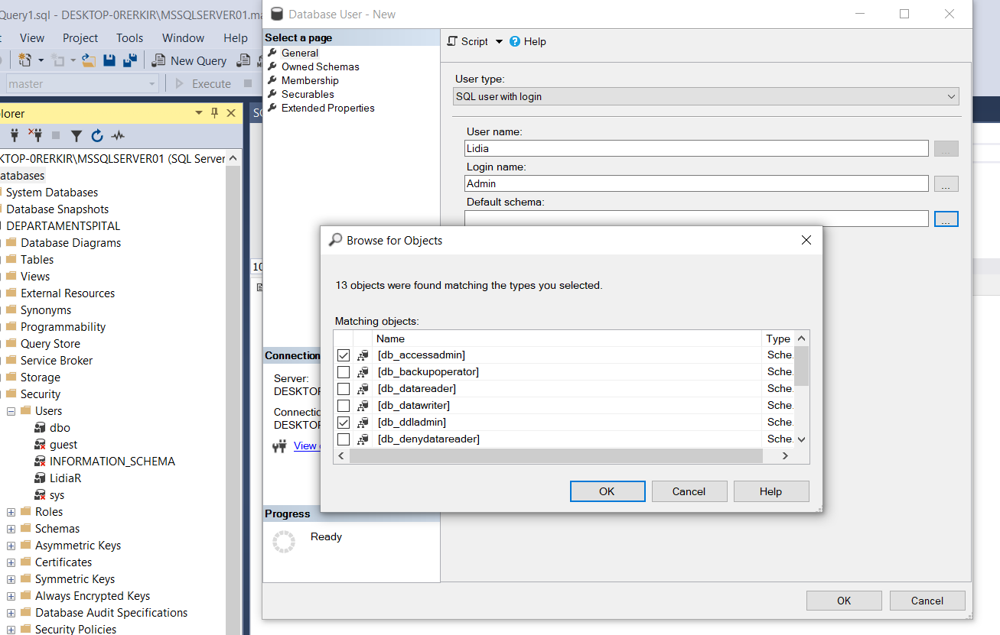 Query1.sql - DESKTOP-0RERKIR\MSSQLSERVER01.ma
View Project Tools Window Help
New Query
master
Execute
lorer
KTOP-0RERKIR\MSSQLSERVER01 (SQL Server
atabases
System Databases
Database Snapshots
DEPARTAMENTSPITAL
Database Diagrams
Tables
Views
External Resources
Synonyms
Programmability
Query Store
Service Broker
Storage
Security
Users
dbo
guest
INFORMATION_SCHEMA
LidiaR
sys
Roles
Schemas
Asymmetric Keys
Certificates
Symmetric Keys
Always Encrypted Keys
Database Audit Specifications
Security Policies
SQ
10
Database User - New
Select a page
General
Owned Schemas
Membership
Securables
Extended Properties
Connection
Server:
DESKTOP
Connectio
DESKTOP
View
Progress
Ready
Script Help
User type:
SQL user with login
User name:
Lidia
...
Login name:
Admin
...
Default schema:
...
Browse for Objects
13 objects were found matching the types you selected.
Matching objects:
Name Type
[db_accessadmin] Sche.
[db_backupoperator] Sche.
[db_datareader] Sche.
[db_datawriter] Sche.
[db_ddladmin] Sche.
[db_denydatareader] Sche.
OK Cancel Help
OK Cancel